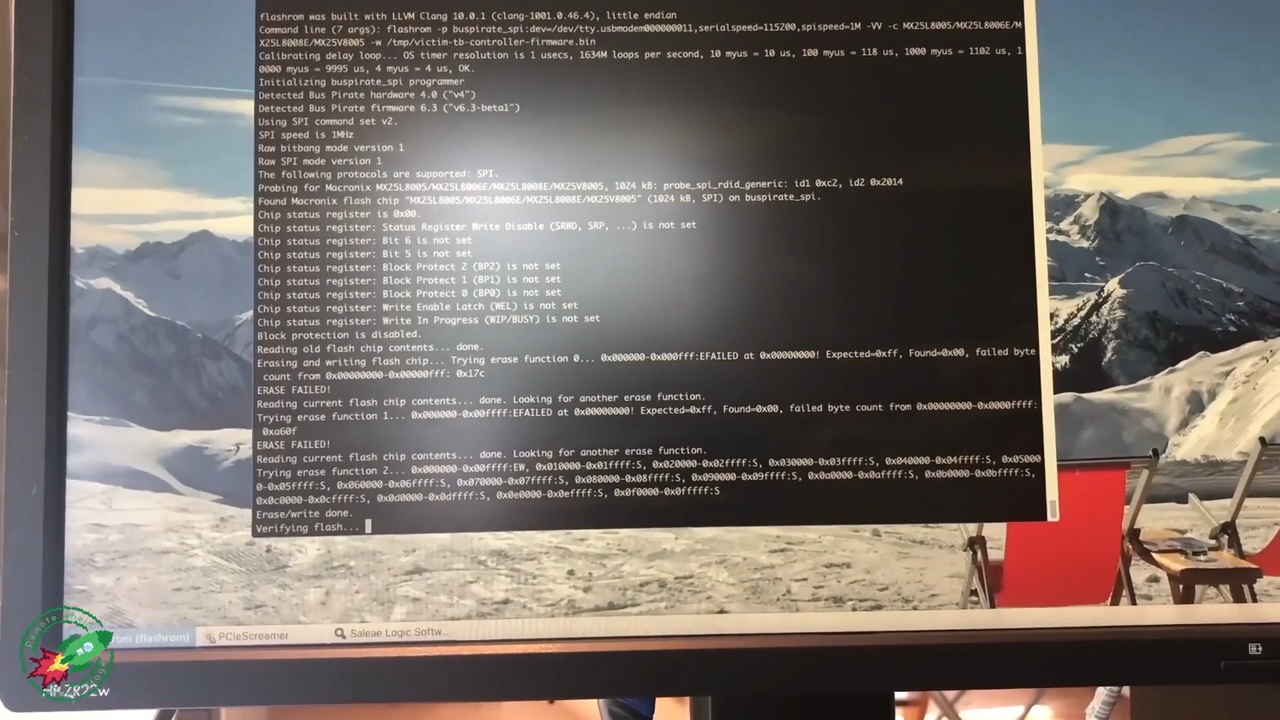 flashrom was built with LLVM Clang 10.0.1 (clang-1001.0.46.4), little endian
Command line (7 args): flashrom -p buspirate_spi:dev=/dev/tty.usbmodem000000011,serialspeed=115200,spispeed=1M -VV -c MX25L8005/MX25L8006E/M
X25L8008E/MX25V8005 -w /tmp/victim-tb-controller-firmware.bin
Calibrating delay loop... OS timer resolution is 1 usecs, 1634M loops per second, 10 myus = 10 us, 100 myus = 118 us, 1000 myus = 1102 us, 1
0000 myus = 9995 us, 4 myus = 4 us, OK.
Initializing buspirate_spi programmer
Detected Bus Pirate hardware 4.0 ("v4")
Detected Bus Pirate firmware 6.3 ("v6.3-beta1")
Using SPI command set v2.
SPI speed is 1MHz
Raw bitbang mode version 1
Raw SPI mode version 1
The following protocols are supported: SPI.
Probing for Macronix MX25L8005/MX25L8006E/MX25L8008E/MX25V8005, 1024 kB: probe_spi_rdid_generic: id1 0xc2, id2 0x2014
Found Macronix flash chip "MX25L8005/MX25L8006E/MX25L8008E/MX25V8005" (1024 kB, SPI) on buspirate_spi.
Chip status register is 0x00.
Chip status register: Status Register Write Disable (SRWD, SRP, ...) is not set
Chip status register: Bit 6 is not set
Chip status register: Bit 5 is not set
Chip status register: Block Protect 2 (BP2) is not set
Chip status register: Block Protect 1 (BP1) is not set
Chip status register: Block Protect 0 (BP0) is not set
Chip status register: Write Enable Latch (WEL) is not set
Chip status register: Write In Progress (WIP/BUSY) is not set
Block protection is disabled.
Reading old flash chip contents... done.
Erasing and writing flash chip... Trying erase function 0... 0x000000-0x000fff:EFAILED at 0x00000000! Expected=0xff, Found=0x00, failed byte
count from 0x00000000-0x00000fff: 0x17c
ERASE FAILED!
Reading current flash chip contents... done. Looking for another erase function.
Trying erase function 1... 0x000000-0x00ffff:EFAILED at 0x00000000! Expected=0xff, Found=0x00, failed byte count from 0x00000000-0x0000ffff:
0xa60f
ERASE FAILED!
Reading current flash chip contents... done. Looking for another erase function.
Trying erase function 2... 0x000000-0x00ffff:EW, 0x010000-0x01ffff:S, 0x020000-0x02ffff:S, 0x030000-0x03ffff:S, 0x040000-0x04ffff:S, 0x05000
0-0x05ffff:S, 0x060000-0x06ffff:S, 0x070000-0x07ffff:S, 0x080000-0x08ffff:S, 0x090000-0x09ffff:S, 0x0a0000-0x0affff:S, 0x0b0000-0x0bffff:S,
0x0c0000-0x0cffff:S, 0x0d0000-0x0dffff:S, 0x0e0000-0x0effff:S, 0x0f0000-0x0fffff:S
Erase/write done.
Verifying flash...
(flashrom)
PCIeScreamer
Saleae Logic Softw...